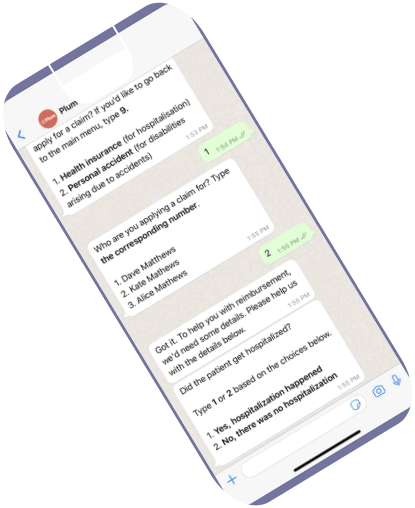 Plum
apply for a claim? If you'd like to go back
to the main menu, type 9.
1. Health insurance (for hospitalisation)
2. Personal accident (for disabilities
arising due to accidents)
1:53 PM
1 1:54 PM
Who are you applying a claim for? Type
the corresponding number.
1. Dave Matthews
2. Kate Mathews
3. Alice Mathews
1:55 PM
2 1:55 PM
Got it. To help you with reimbursement,
we'd need some details. Please help us
with the details below.
1:55 PM
Did the patient get hospitalized?
Type 1 or 2 based on the choices below.
1. Yes, hospitalization happened
2. No, there was no hospitalization
1:55 PM